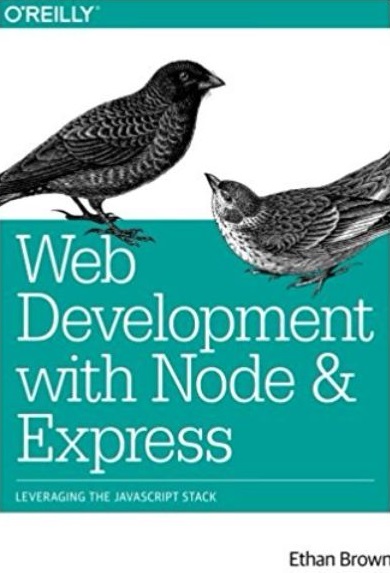 O'REILLY®
Web
Development
with Node &
Express
LEVERAGING THE JAVASCRIPT STACK
Ethan Brown